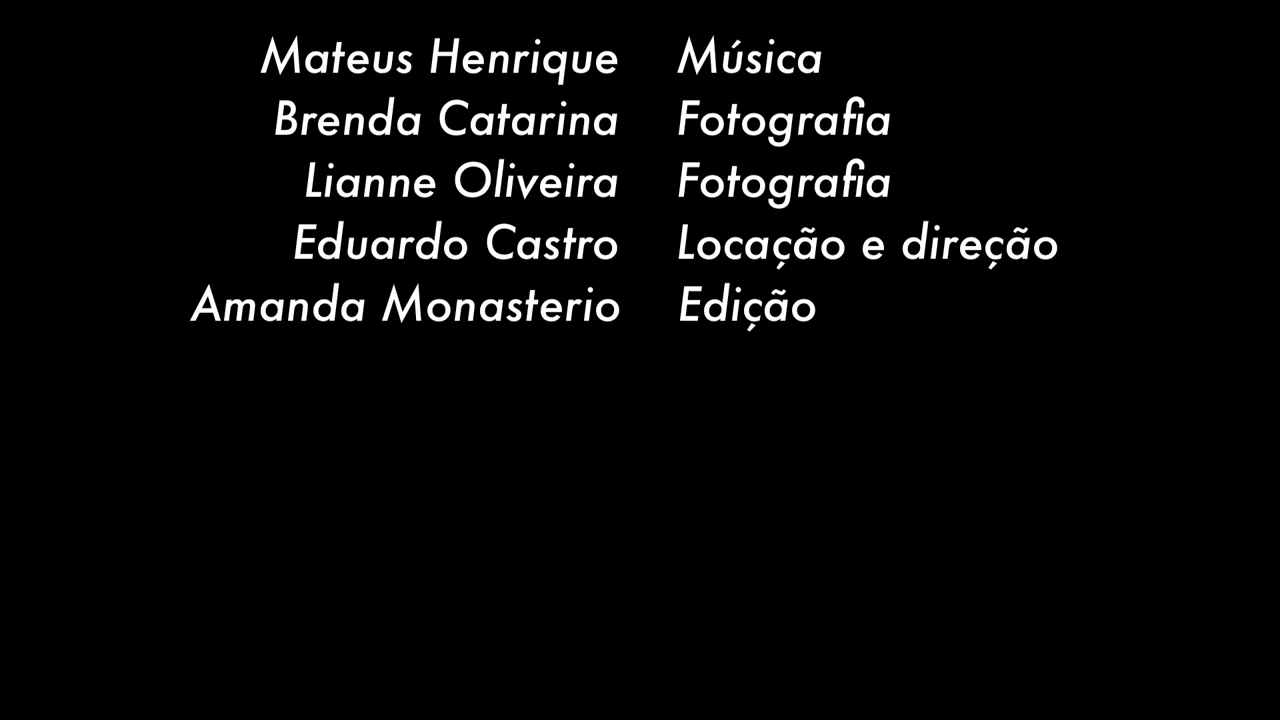 Mateus Henrique Música
Brenda Catarina Fotografia
Lianne Oliveira Fotografia
Eduardo Castro Locação e direção
Amanda Monasterio Edição